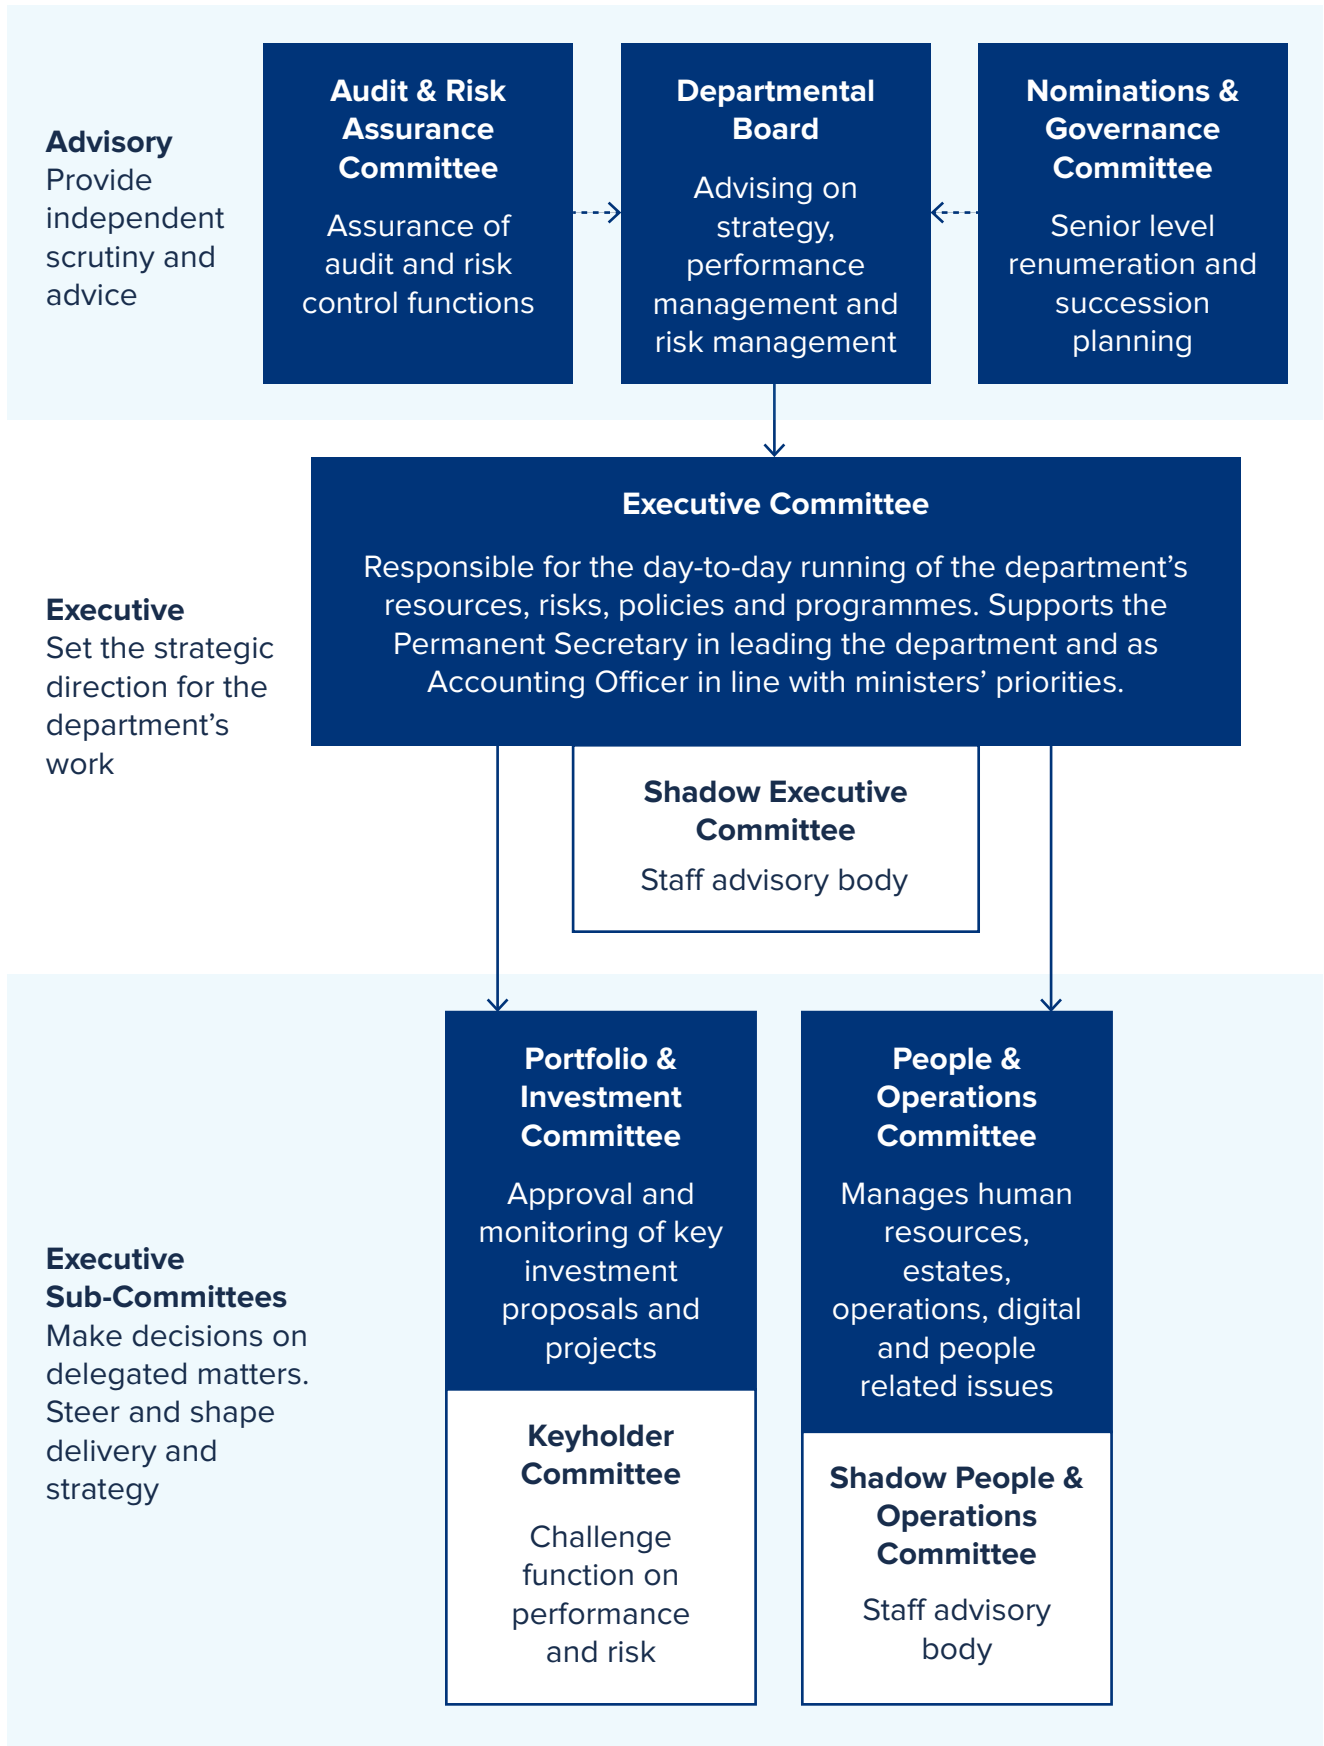 Advisory
Provide
independent
scrutiny and
advice
Audit & Risk
Assurance
Committee
Assurance of
audit and risk
control functions
Departmental
Board
Advising on
strategy,
performance
management and
risk management
Nominations &
Governance
Committee
Senior level
renumeration and
succession
planning
Executive
Set the strategic
direction for the
department’s
work
Executive Committee
Responsible for the day-to-day running of the department’s
resources, risks, policies and programmes. Supports the
Permanent Secretary in leading the department and as
Accounting Officer in line with ministers’ priorities.
Shadow Executive
Committee
Staff advisory body
Executive
Sub-Committees
Make decisions on
delegated matters.
Steer and shape
delivery and
strategy
Portfolio &
Investment
Committee
Approval and
monitoring of key
investment
proposals and
projects
Keyholder
Committee
Challenge
function on
performance
and risk
People &
Operations
Committee
Manages human
resources,
estates,
operations, digital
and people
related issues
Shadow People &
Operations
Committee
Staff advisory
body